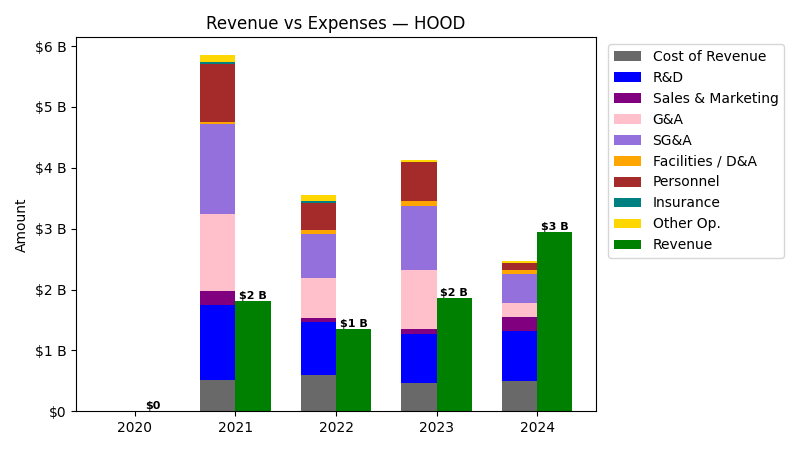 Revenue vs Expenses — HOOD
$6 B
$5 B
$4 B
$3 B
$2 B
$1 B
$0
Amount
$0
$2 B
$1 B
$2 B
$3 B
2020
2021
2022
2023
2024
Cost of Revenue
R&D
Sales & Marketing
G&A
SG&A
Facilities / D&A
Personnel
Insurance
Other Op.
Revenue